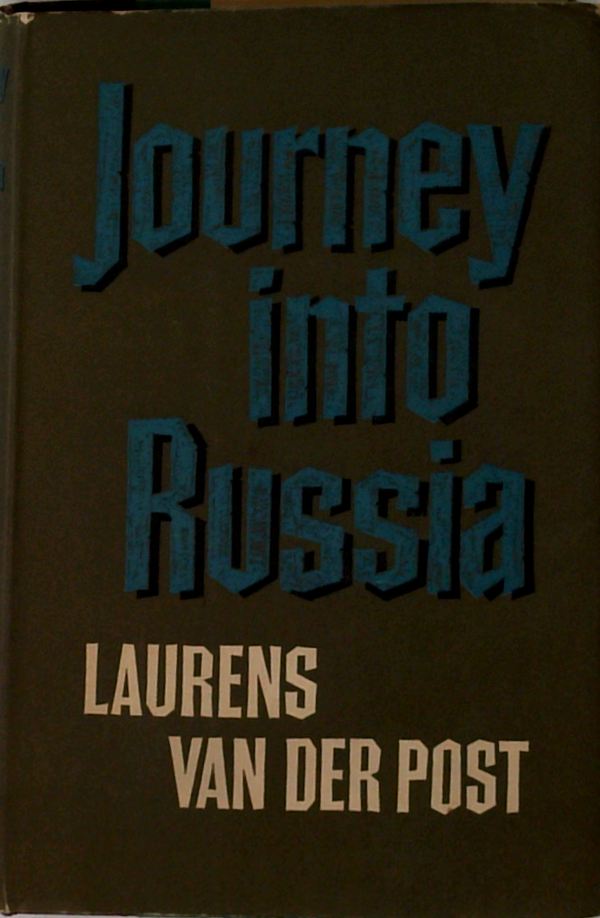 Journey
into
Russia
LAURENS
VAN DER POST